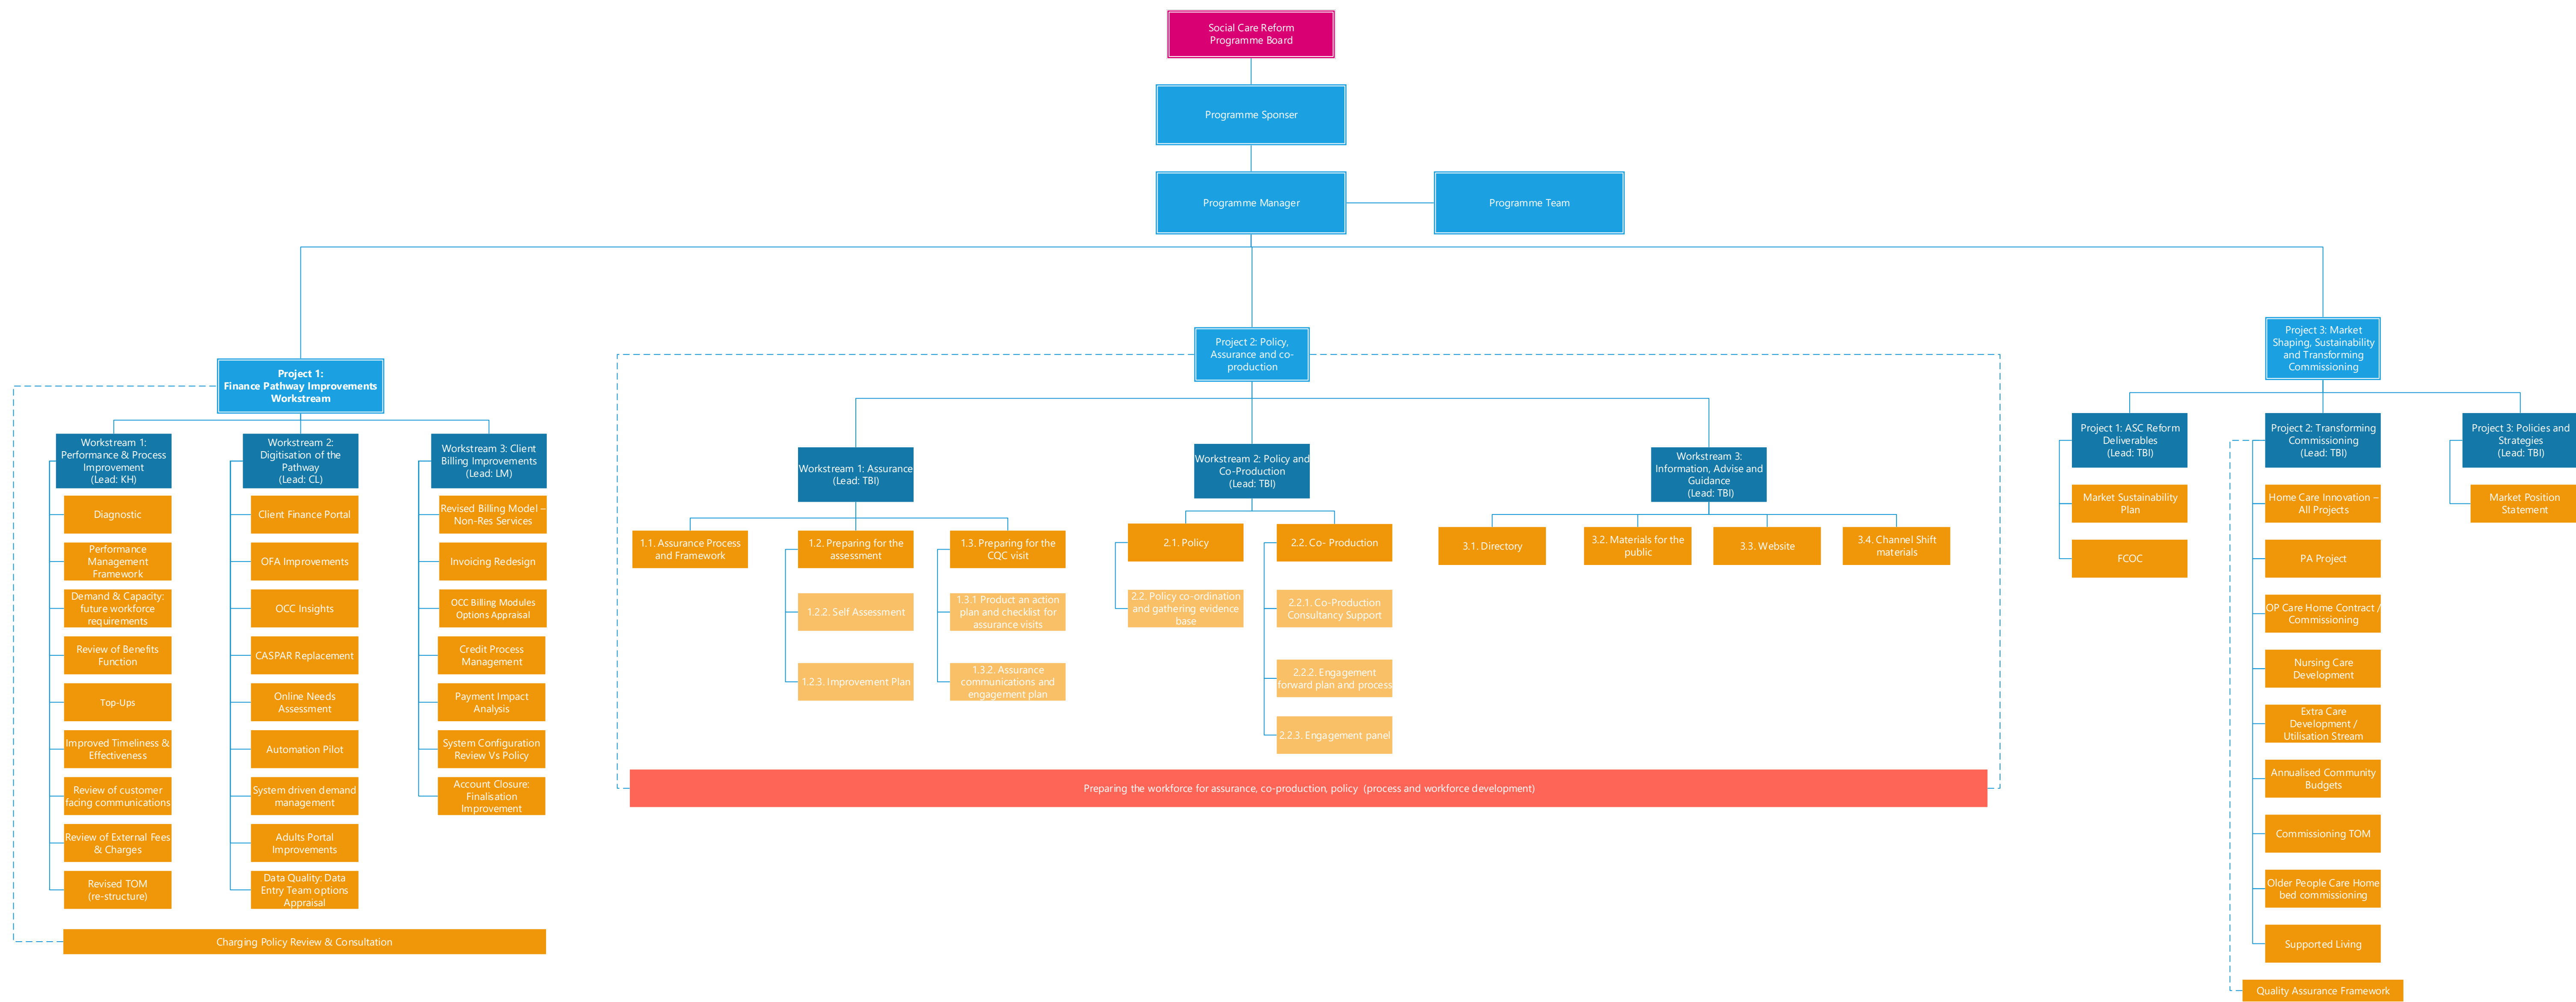 Social Care Reform
Programme Board
Programme Sponser
Programme Manager
Programme Team
Project 1:
Finance Pathway Improvements
Workstream
Workstream 1:
Performance & Process
Improvement
(Lead: KH)
Diagnostic
Performance
Management
Framework
Demand & Capacity:
future workforce
requirements
Review of Benefits
Function
Top-Ups
Improved Timeliness &
Effectiveness
Review of customer
facing communications
Review of External Fees
& Charges
Revised TOM
(re-structure)
Workstream 2:
Digitisation of the
Pathway
(Lead: CL)
Client Finance Portal
OFA Improvements
OCC Insights
CASPAR Replacement
Online Needs
Assessment
Automation Pilot
System driven demand
management
Adults Portal
Improvements
Data Quality: Data
Entry Team options
Appraisal
Workstream 3: Client
Billing Improvements
(Lead: LM)
Revised Billing Model –
Non-Res Services
Invoicing Redesign
OCC Billing Modules
Options Appraisal
Credit Process
Management
Payment Impact
Analysis
System Configuration
Review Vs Policy
Account Closure:
Finalisation
Improvement
Charging Policy Review & Consultation
Project 2: Policy,
Assurance and co-
production
Workstream 1: Assurance
(Lead: TBI)
1.1. Assurance Process
and Framework
1.2. Preparing for the
assessment
1.2.2. Self Assessment
1.2.3. Improvement Plan
1.3. Preparing for the
CQC visit
1.3.1 Product an action
plan and checklist for
assurance visits
1.3.2. Assurance
communications and
engagement plan
Workstream 2: Policy and
Co-Production
(Lead: TBI)
2.1. Policy
2.2. Policy co-ordination
and gathering evidence
base
2.2. Co- Production
2.2.1. Co-Production
Consultancy Support
2.2.2. Engagement
forward plan and process
2.2.3. Engagement panel
Workstream 3:
Information, Advise and
Guidance
(Lead: TBI)
3.1. Directory
3.2. Materials for the
public
3.3. Website
3.4. Channel Shift
materials
Preparing the workforce for assurance, co-production, policy (process and workforce development)
Project 3: Market
Shaping, Sustainability
and Transforming
Commissioning
Project 1: ASC Reform
Deliverables
(Lead: TBI)
Market Sustainability
Plan
FCOC
Project 2: Transforming
Commissioning
(Lead: TBI)
Home Care Innovation –
All Projects
PA Project
OP Care Home Contract /
Commissioning
Nursing Care
Development
Extra Care
Development /
Utilisation Stream
Annualised Community
Budgets
Commissioning TOM
Older People Care Home
bed commissioning
Supported Living
Quality Assurance Framework
Project 3: Policies and
Strategies
(Lead: TBI)
Market Position
Statement